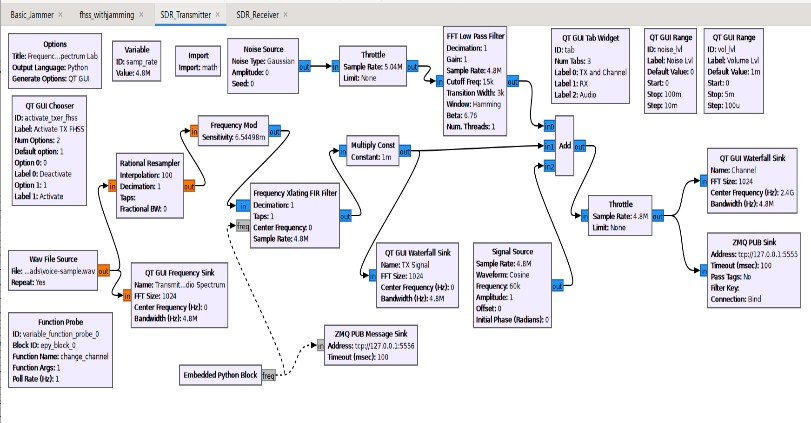 Basic_Jammer × fhss_withjamming × SDR_Transmitter × SDR_Receiver ×
Options
Title: Frequenc...pectrum Lab
Output Language: Python
Generate Options: QT GUI
Variable
ID: samp_rate
Value: 4.8M
Import
Import: math
Noise Source
Noise Type: Gaussian
Amplitude: 0
Seed: 0
out
Throttle
Sample Rate: 5.04M
Limit: None
in
out
FFT Low Pass Filter
Decimation: 1
Gain: 1
Sample Rate: 4.8M
Cutoff Freq: 15k
Transition Width: 3k
Window: Hamming
Beta: 6.76
Num. Threads: 1
in
out
QT GUI Tab Widget
ID: tab
Num Tabs: 3
Label 0: TX and Channel
Label 1: RX
Label 2: Audio
QT GUI Range
ID: noise_lvl
Label: Noise Lvl
Default Value: 0
Start: 0
Stop: 100m
Step: 10m
QT GUI Range
ID: vol_lvl
Label: Volume Lvl
Default Value: 1m
Start: 0
Stop: 5m
Step: 100u
QT GUI Chooser
ID: activate_txer_fhss
Label: Activate TX FHSS
Num Options: 2
Default option: 1
Option 0: 0
Label 0: Deactivate
Option 1: 1
Label 1: Activate
Rational Resampler
Interpolation: 100
Decimation: 1
Taps:
Fractional BW: 0
in
out
Frequency Mod
Sensitivity: 6.54498m
in
out
Multiply Const
Constant: 1m
in
out
Add
in0
in1
in2
out
Frequency Xlating FIR Filter
Decimation: 1
Taps: 1
Center Frequency: 0
Sample Rate: 4.8M
in
freq
out
Throttle
Sample Rate: 4.8M
Limit: None
in
out
QT GUI Waterfall Sink
Name: Channel
FFT Size: 1024
Center Frequency (Hz): 2.4G
Bandwidth (Hz): 4.8M
in
Wav File Source
File: ...ads\voice-sample.wav
Repeat: Yes
out
QT GUI Frequency Sink
Name: Transmit...dio Spectrum
FFT Size: 1024
Center Frequency (Hz): 0
Bandwidth (Hz): 4.8M
in
QT GUI Waterfall Sink
Name: TX Signal
FFT Size: 1024
Center Frequency (Hz): 0
Bandwidth (Hz): 4.8M
in
Signal Source
Sample Rate: 4.8M
Waveform: Cosine
Frequency: 60k
Amplitude: 1
Offset: 0
Initial Phase (Radians): 0
out
ZMQ PUB Sink
Address: tcp://127.0.0.1:5555
Timeout (msec): 100
Pass Tags: No
Filter Key:
Connection: Bind
in
Function Probe
ID: variable_function_probe_0
Block ID: epy_block_0
Function Name: change_channel
Function Args: 1
Poll Rate (Hz): 1
ZMQ PUB Message Sink
Address: tcp://127.0.0.1:5556
Timeout (msec): 100
in
Embedded Python Block
freq